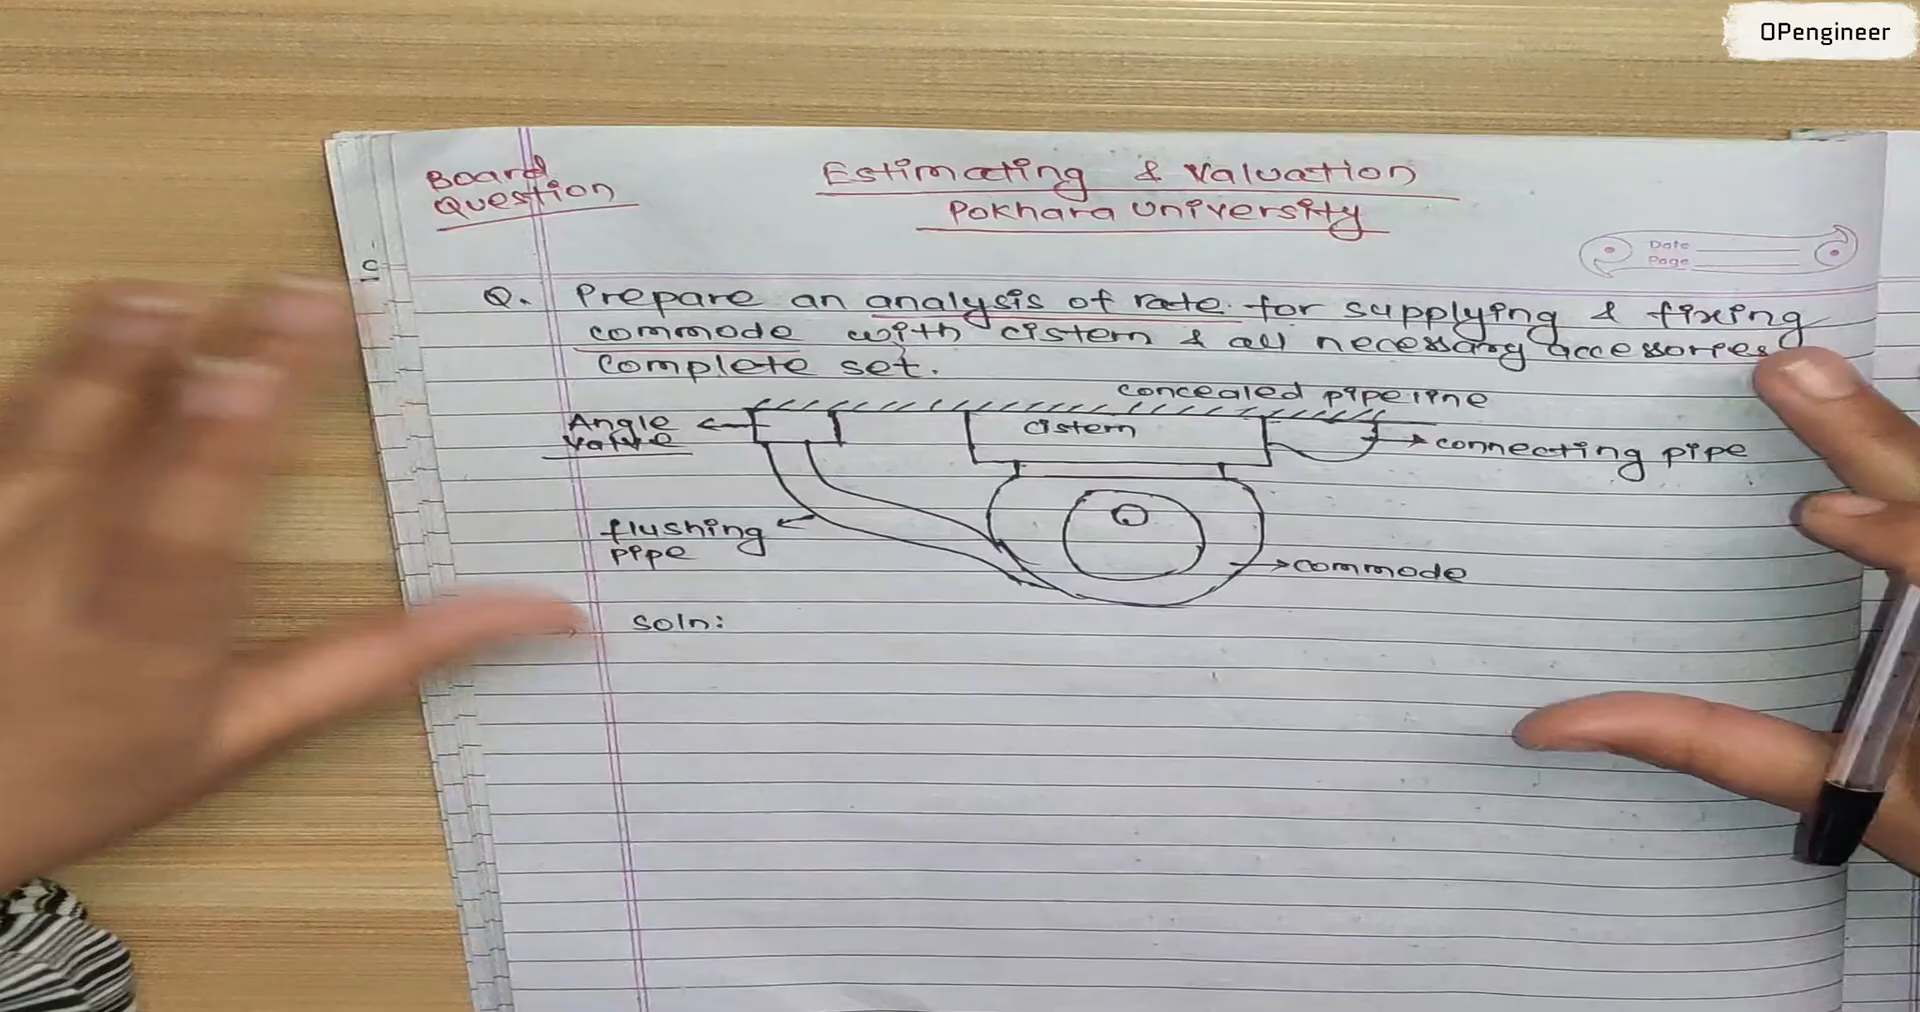 OPengineer
Board
Question
Estimating & Valuation
Pokhara University
Date
Page
Q. Prepare an analysis of rate for supplying & fixing
commode with cistern & all necessary accessories
complete set.
concealed pipeline
Angle
valve
cistern
connecting pipe
flushing
pipe
commode
Soln: